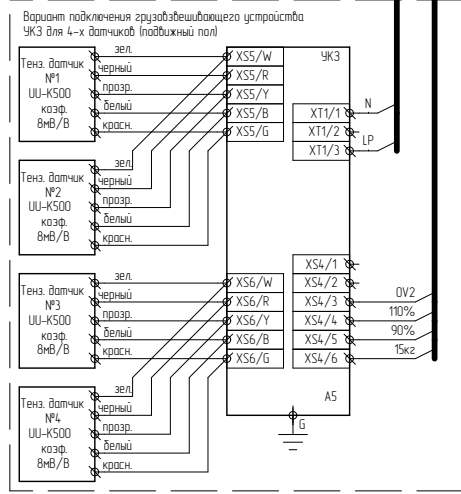 Вариант подключения грузовзвешивающего устройства
УКЗ для 4-х датчиков (подвижный пол)
Тенз. датчик
№1
UU-K500
коэф.
8мВ/В
зел.
черный
прозр.
белый
красн.
Тенз. датчик
№2
UU-K500
коэф.
8мВ/В
зел.
черный
прозр.
белый
красн.
Тенз. датчик
№3
UU-K500
коэф.
8мВ/В
зел.
черный
прозр.
белый
красн.
Тенз. датчик
№4
UU-K500
коэф.
8мВ/В
зел.
черный
прозр.
белый
красн.
XS5/W
XS5/R
XS5/Y
XS5/B
XS5/G
XS6/W
XS6/R
XS6/Y
XS6/B
XS6/G
УКЗ
XT1/1 N
XT1/2
XT1/3 LP
XS4/1
XS4/2
XS4/3 0V2
XS4/4 110%
XS4/5 90%
XS4/6 15кг
A5
G